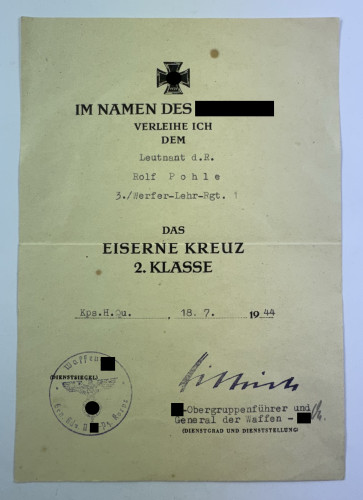 IM NAMEN DES
VERLEIHE ICH
DEM
Leutnant d.R.
Rolf Pohle
3./Werfer-Lehr-Rgt. 1
DAS
EISERNE KREUZ
2. KLASSE
Kps.H.Qu. . 18.7. 1944
Waffen
(DIENSTSIEGEL)
-Obergruppenführer und
General der Waffen -
(DIENSTGRAD UND DIENSTSTELLUNG)